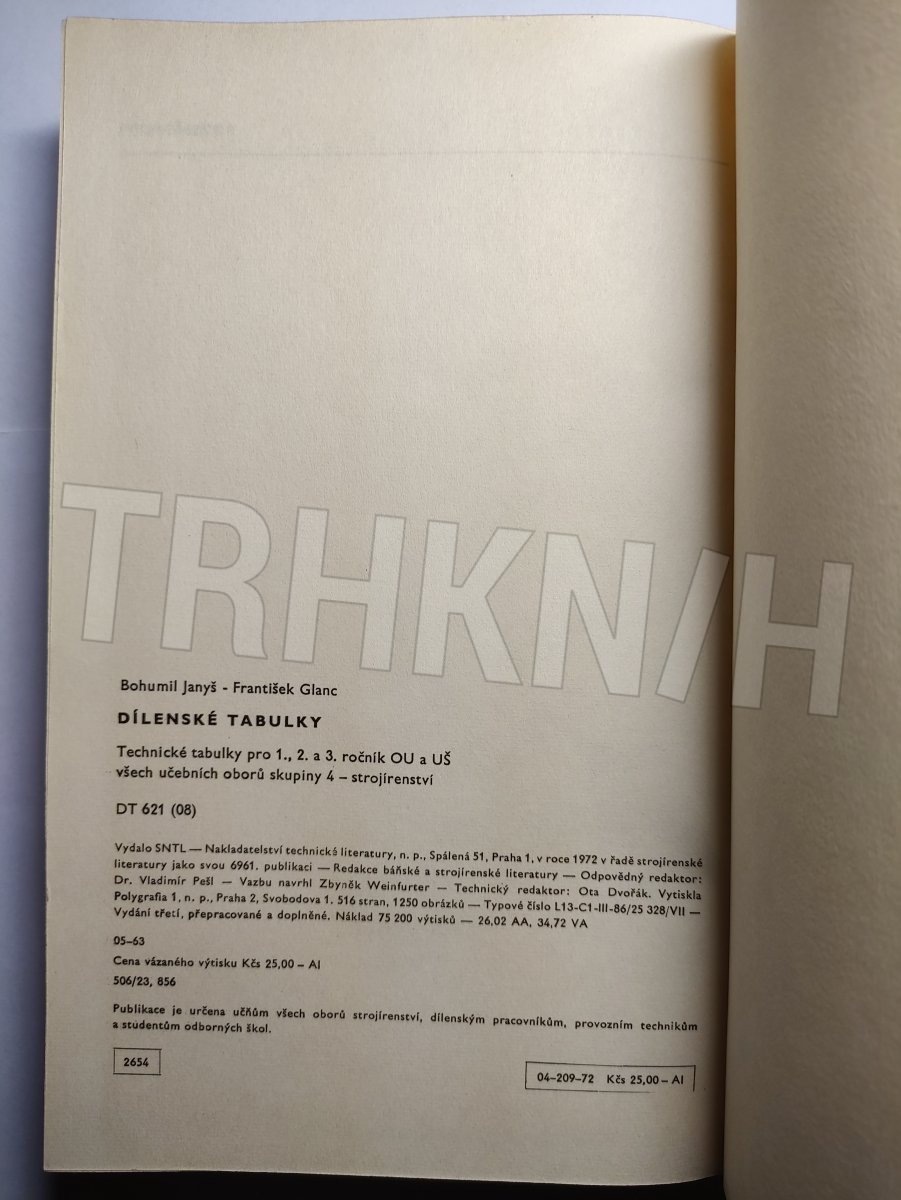 TRHKN/H
Bohumil Janyš - František Glanc
DÍLENSKÉ TABULKY
Technické tabulky pro 1., 2. a 3. ročník OU a UŠ
všech učebních oborů skupiny 4 – strojírenství
DT 621 (08)
Vydalo SNTL — Nakladatelství technické literatury, n. p., Spálená 51, Praha 1, v roce 1972 v řadě strojírenské
literatury jako svou 6961. publikaci — Redakce báňské a strojírenské literatury — Odpovědný redaktor:
Dr. Vladimír Pešl — Vazbu navrhl Zbyněk Weinfurter — Technický redaktor: Ota Dvořák. Vytiskla
Polygrafia 1, n. p., Praha 2, Svobodova 1. 516 stran, 1250 obrázků — Typové číslo L13-C1-III-86/25 328/VII —
Vydání třetí, přepracované a doplněné. Náklad 75 200 výtisků — 26,02 AA, 34,72 VA
05–63
Cena vázaného výtisku Kčs 25,00 – AI
506/23, 856
Publikace je určena učňům všech oborů strojírenství, dílenským pracovníkům, provozním technikům
a studentům odborných škol.
2654
04–209–72 Kčs 25,00 – AI